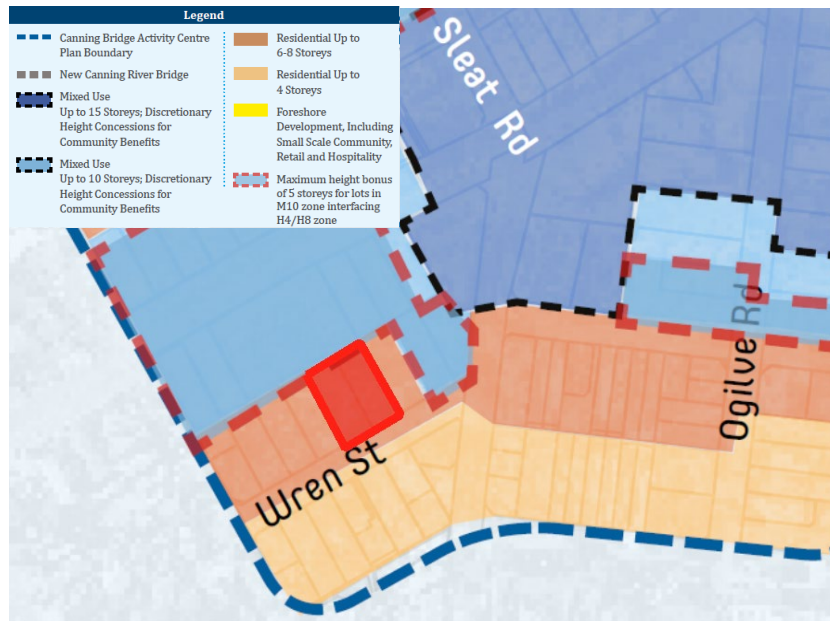 Legend
Canning Bridge Activity Centre
Plan Boundary
New Canning River Bridge
Mixed Use
Up to 15 Storeys; Discretionary
Height Concessions for
Community Benefits
Mixed Use
Up to 10 Storeys; Discretionary
Height Concessions for
Community Benefits
Residential Up to
6-8 Storeys
Residential Up to
4 Storeys
Foreshore
Development, Including
Small Scale Community,
Retail and Hospitality
Maximum height bonus
of 5 storeys for lots in
M10 zone interfacing
H4/H8 zone
Sleat Rd
Ogilve Rd
Wren St